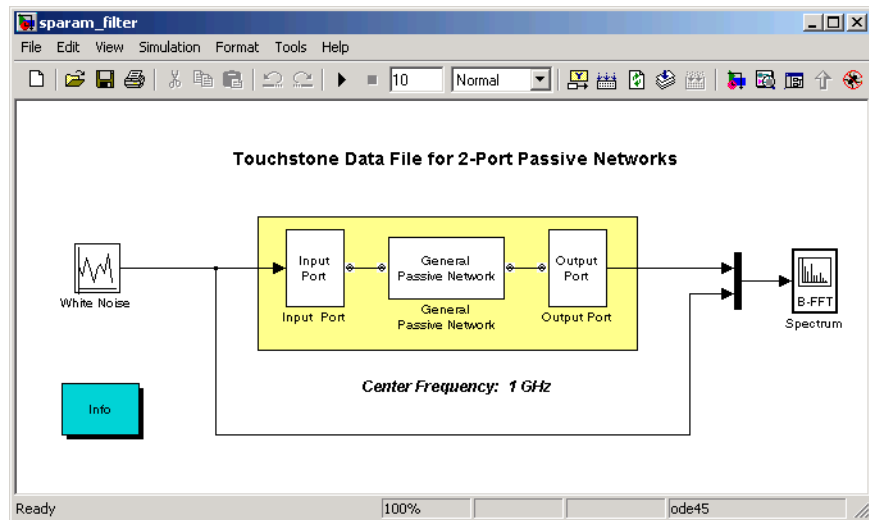 sparam_filter
File Edit View Simulation Format Tools Help
10
Normal
Touchstone Data File for 2-Port Passive Networks
White Noise
Input
Port
Input Port
General
Passive Network
General
Passive Network
Output
Port
Output Port
B-FFT
Spectrum
Center Frequency: 1 GHz
Info
Ready
100%
ode45